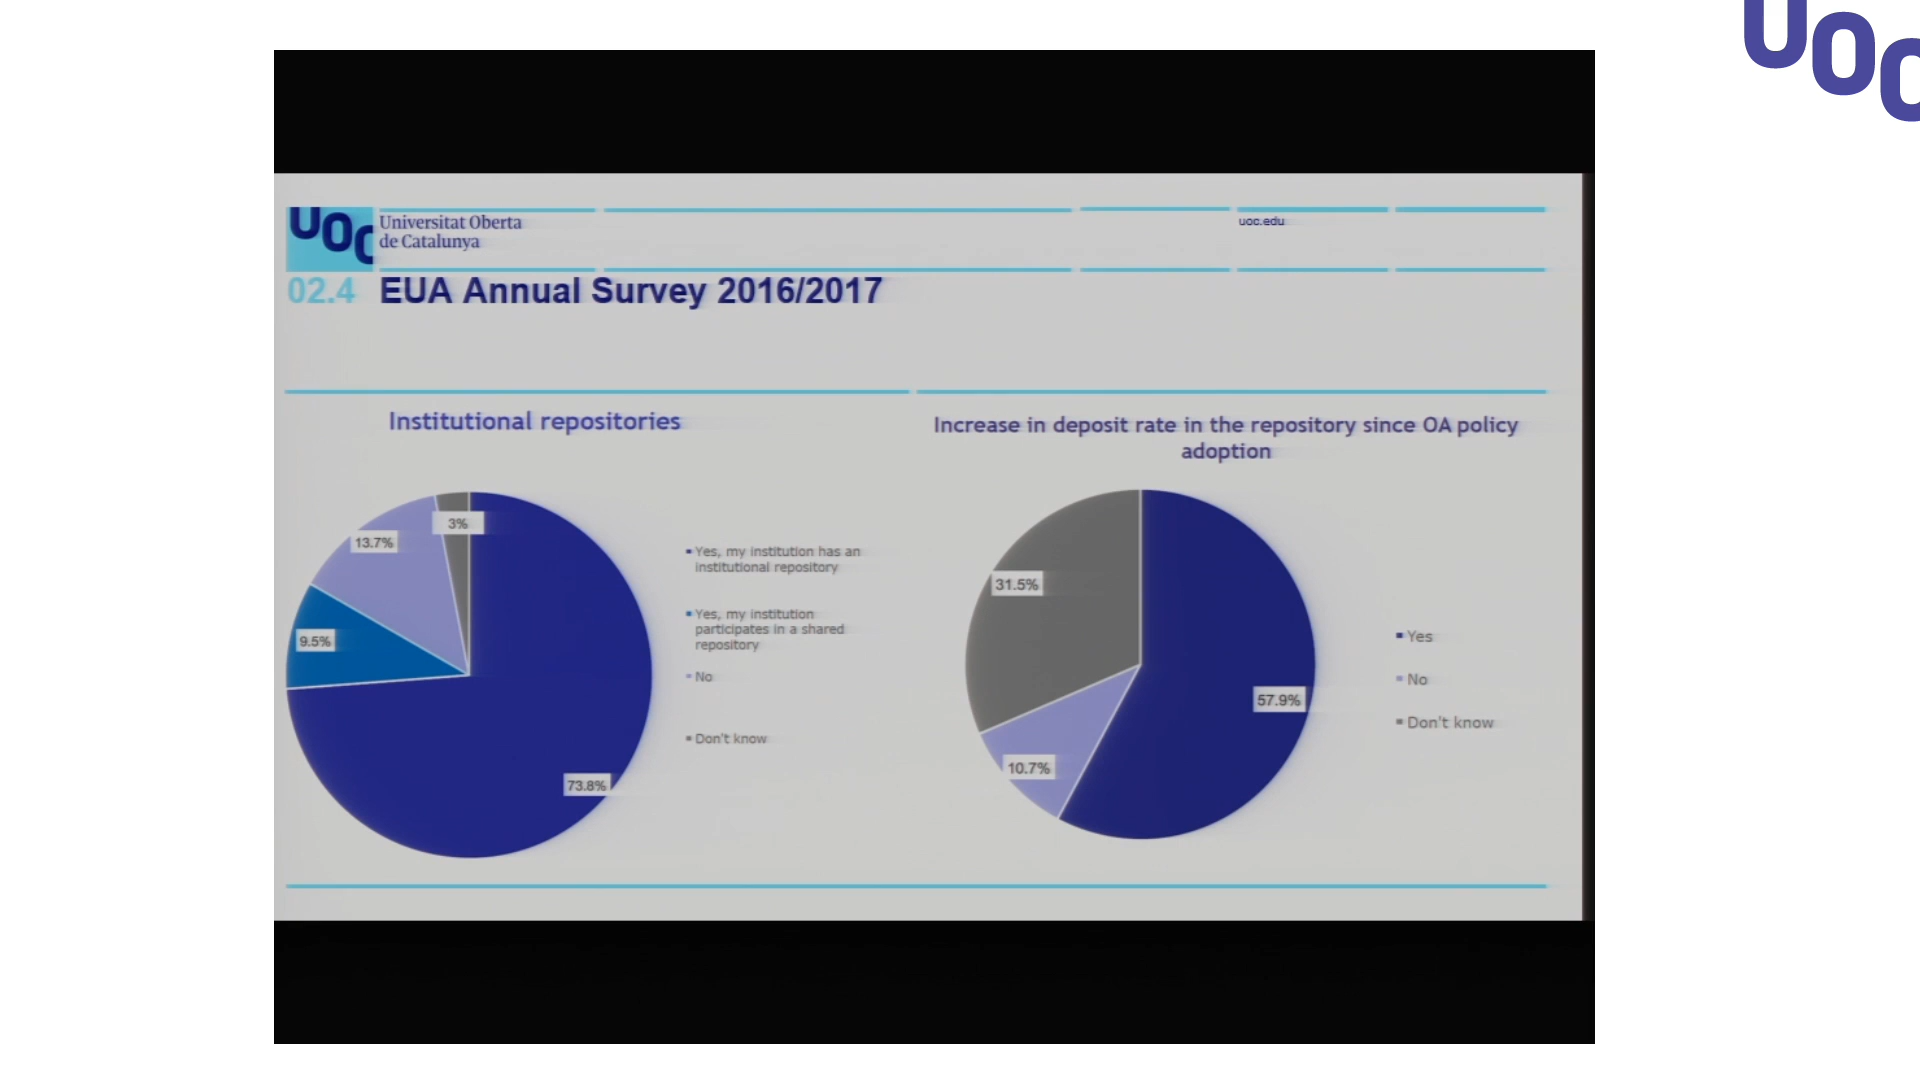 UOC
UOC
Universitat Oberta
de Catalunya
uoc.edu
02.4 EUA Annual Survey 2016/2017
Institutional repositories
3%
13.7%
9.5%
73.8%
Yes, my institution has an
institutional repository
Yes, my institution
participates in a shared
repository
No
Don't know
Increase in deposit rate in the repository since OA policy
adoption
31.5%
57.9%
10.7%
Yes
No
Don't know